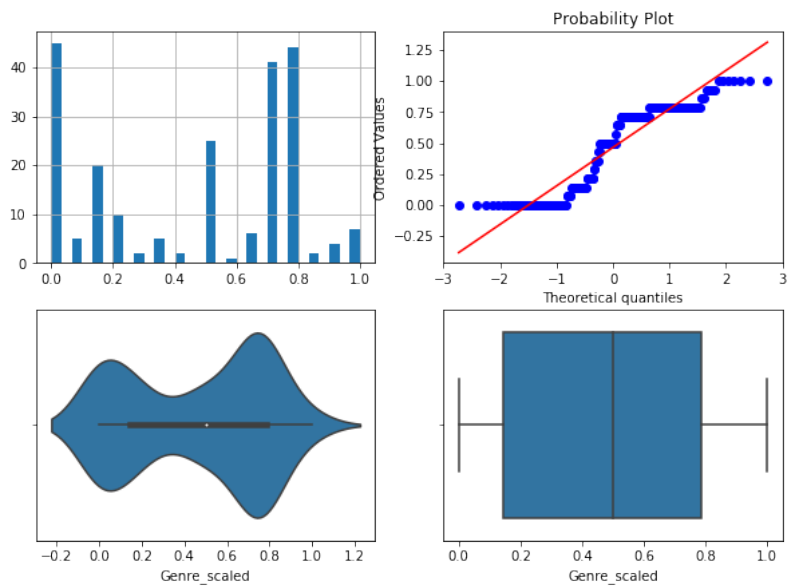 0
10
20
30
40
0.0 0.2 0.4 0.6 0.8 1.0
Probability Plot
Ordered Values
1.25
1.00
0.75
0.50
0.25
0.00
−0.25
−3 −2 −1 0 1 2 3
Theoretical quantiles
−0.2 0.0 0.2 0.4 0.6 0.8 1.0 1.2
Genre_scaled
0.0 0.2 0.4 0.6 0.8 1.0
Genre_scaled